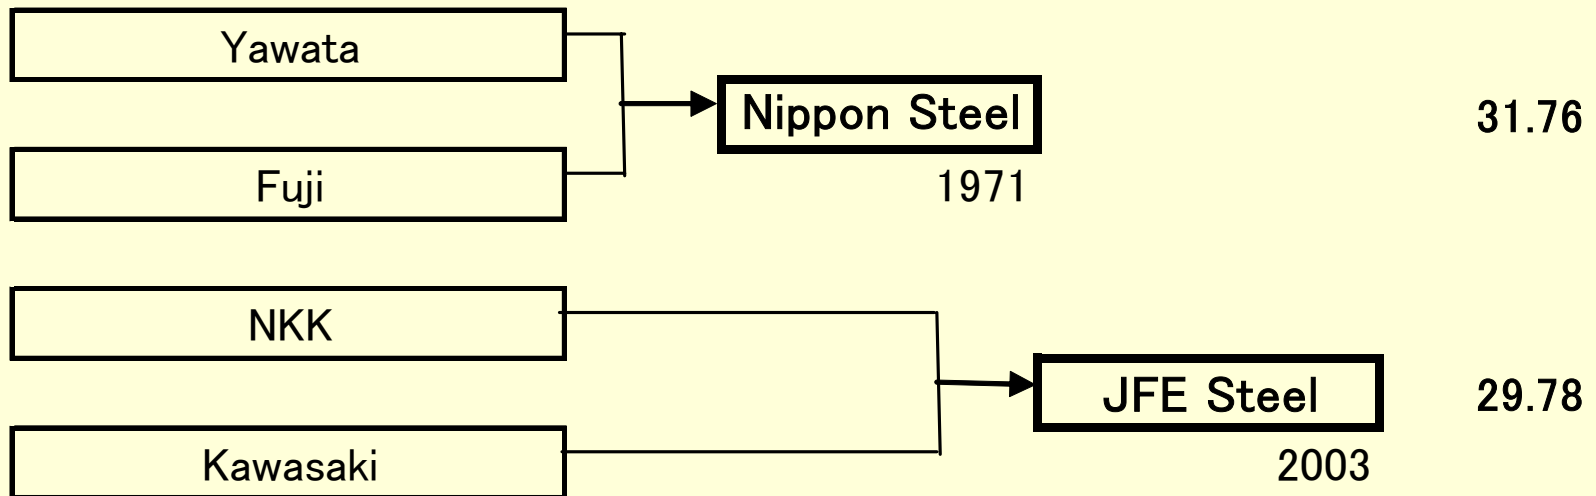 Yawata
Nippon Steel
31.76
Fuji
1971
NKK
JFE Steel
29.78
Kawasaki
2003